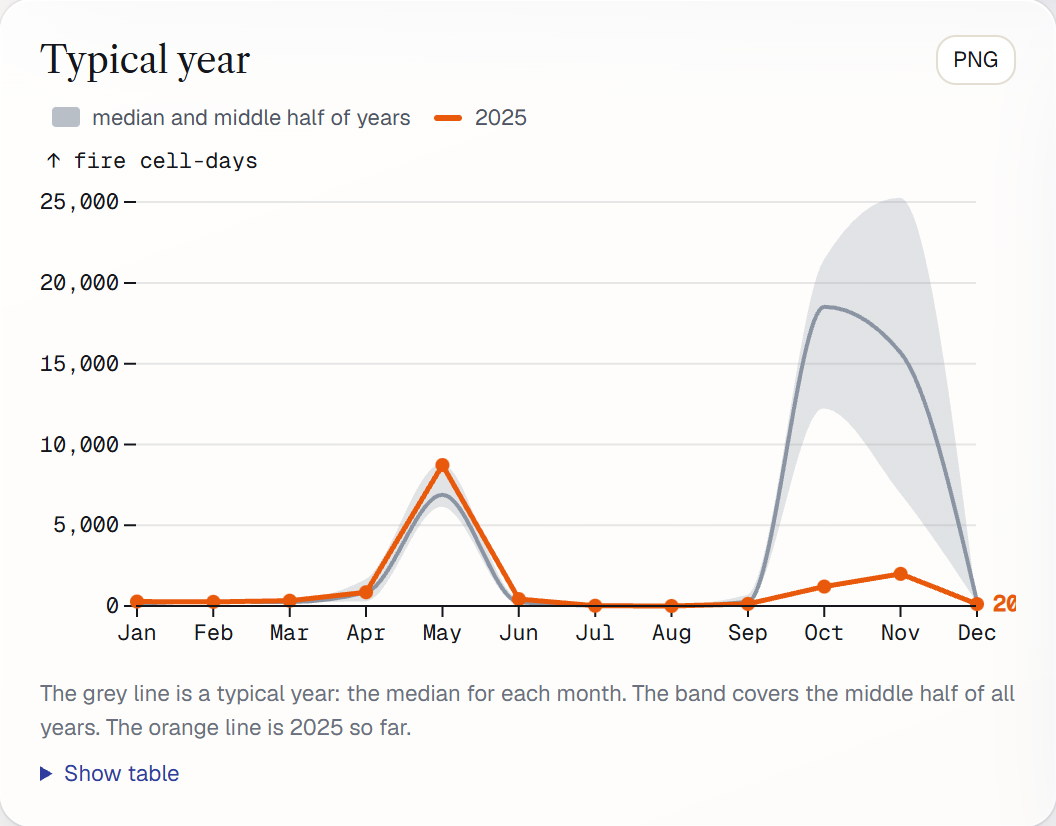 Typical year
PNG
median and middle half of years
2025
↑ fire cell-days
25,000
20,000
15,000
10,000
5,000
0
Jan Feb Mar Apr May Jun Jul Aug Sep Oct Nov Dec
The grey line is a typical year: the median for each month. The band covers the middle half of all
years. The orange line is 2025 so far.
Show table